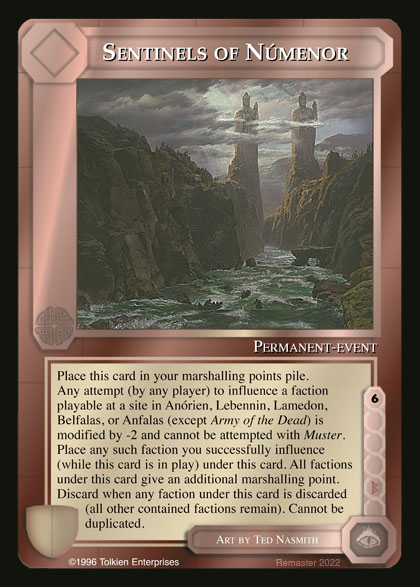 Sentinels of Númenor
Permanent-event
Place this card in your marshalling points pile.
Any attempt (by any player) to influence a faction
playable at a site in Anórien, Lebennin, Lamedon,
Belfalas, or Anfalas (except Army of the Dead) is
modified by -2 and cannot be attempted with Muster.
Place any such faction you successfully influence
(while this card is in play) under this card. All factions
under this card give an additional marshalling point.
Discard when any faction under this card is discarded
(all other contained factions remain). Cannot be
duplicated.
6
Art by Ted Nasmith
©1996 Tolkien Enterprises
Remaster 2022